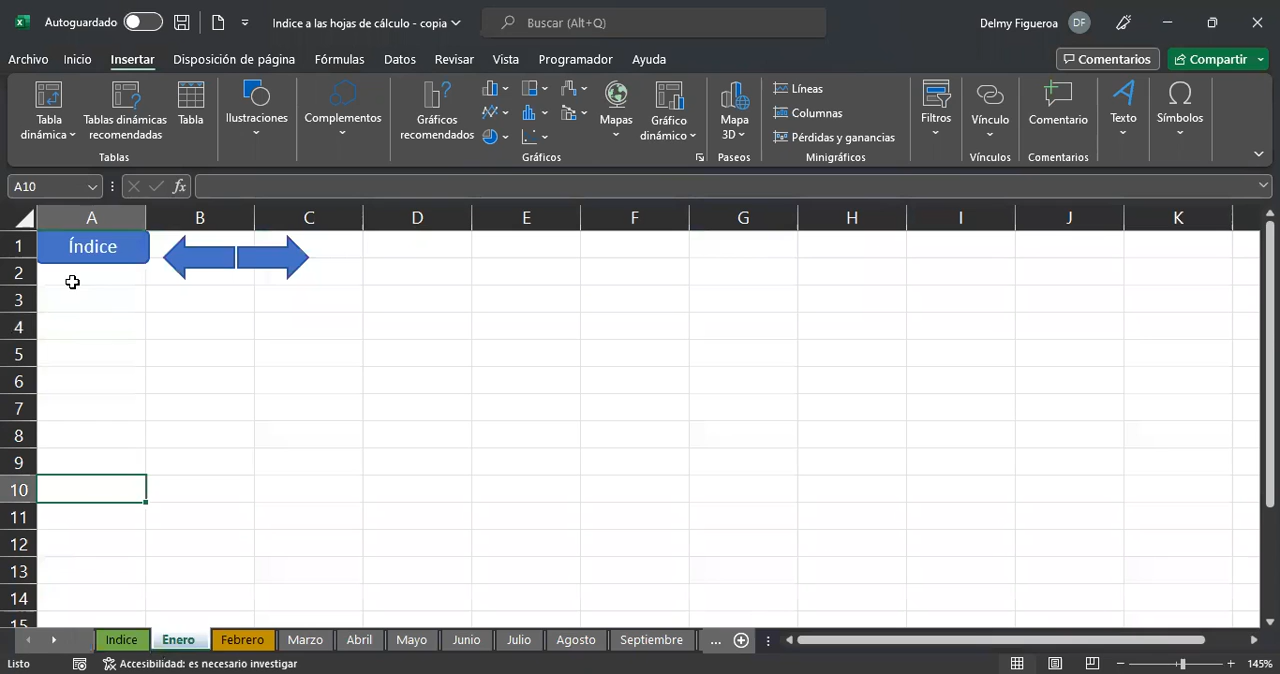 Autoguardado
Indice a las hojas de cálculo - copia
Buscar (Alt+Q)
Delmy Figueroa
DF
Archivo
Inicio
Insertar
Disposición de página
Fórmulas
Datos
Revisar
Vista
Programador
Ayuda
Comentarios
Compartir
Tabla
dinámica
Tablas dinámicas
recomendadas
Tabla
Tablas
Ilustraciones
Complementos
Gráficos
recomendados
Mapas
Gráfico
dinámico
Gráficos
Mapa
3D
Paseos
Líneas
Columnas
Pérdidas y ganancias
Minigráficos
Filtros
Vínculo
Vínculos
Comentario
Comentarios
Texto
Símbolos
A10
fx
A B C D E F G H I J K
1
Índice
2
3
4
5
6
7
8
9
10
11
12
13
14
15
Indice
Enero
Febrero
Marzo
Abril
Mayo
Junio
Julio
Agosto
Septiembre
...
Listo
Accesibilidad: es necesario investigar
145%